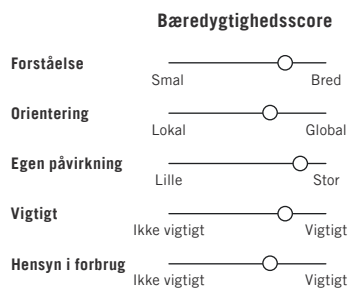 Bæredygtighedsscore
Forståelse
Smal Bred
Orientering
Lokal Global
Egen påvirkning
Lille Stor
Vigtigt
Ikke vigtigt Vigtigt
Hensyn i forbrug
Ikke vigtigt Vigtigt